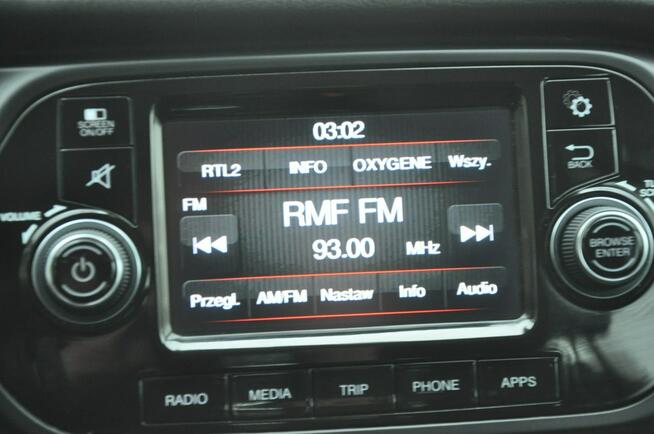 SCREEN
ON/OFF
03:02
RTL2 INFO OXYGENE Wszy.
BACK
FM
VOLUME
RMF FM
93.00 MHz
BROWSE
ENTER
Przegl. AM/FM Nastaw Info Audio
RADIO MEDIA TRIP PHONE APPS